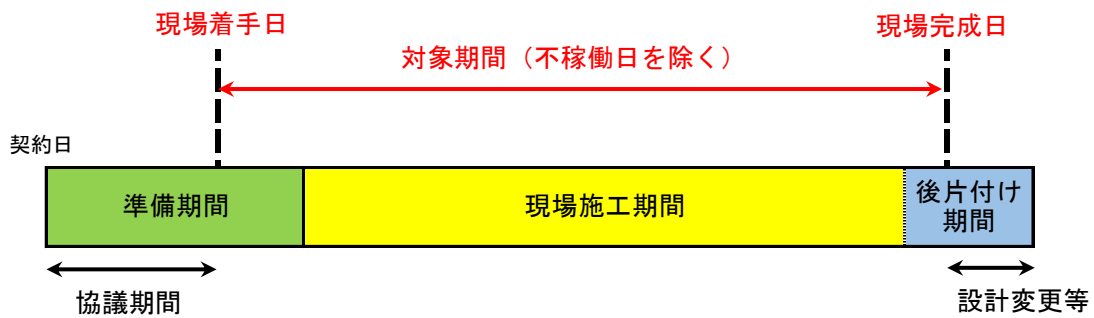 現場着手日
現場完成日
対象期間（不稼働日を除く）
契約日
準備期間
現場施工期間
後片付け
期間
協議期間
設計変更等